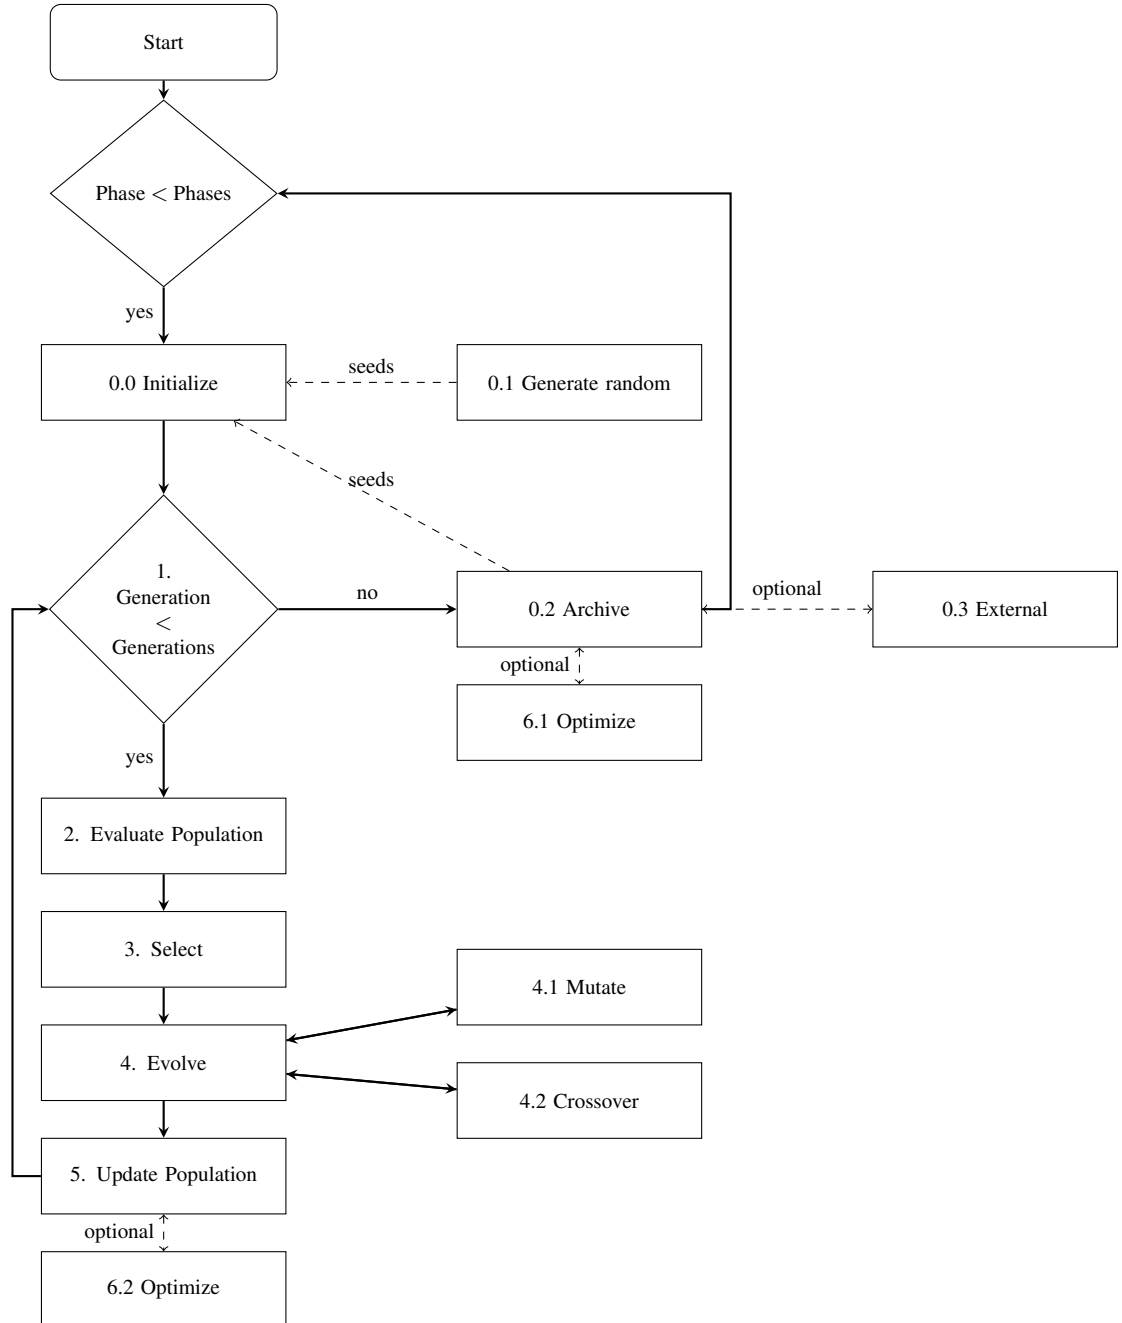 Start
Phase < Phases
yes
0.0 Initialize
seeds
0.1 Generate random
seeds
1.
Generation
<
Generations
no
0.2 Archive
optional
0.3 External
optional
6.1 Optimize
yes
2. Evaluate Population
3. Select
4.1 Mutate
4. Evolve
4.2 Crossover
5. Update Population
optional
6.2 Optimize